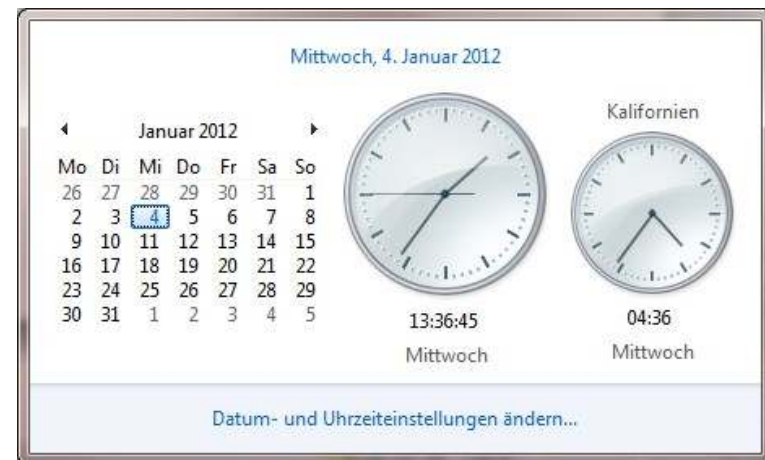 Mittwoch, 4. Januar 2012
Januar 2012
Mo Di Mi Do Fr Sa So
26 27 28 29 30 31 1
2 3 4 5 6 7 8
9 10 11 12 13 14 15
16 17 18 19 20 21 22
23 24 25 26 27 28 29
30 31 1 2 3 4 5
13:36:45
Mittwoch
Kalifornien
04:36
Mittwoch
Datum- und Uhrzeiteinstellungen ändern...